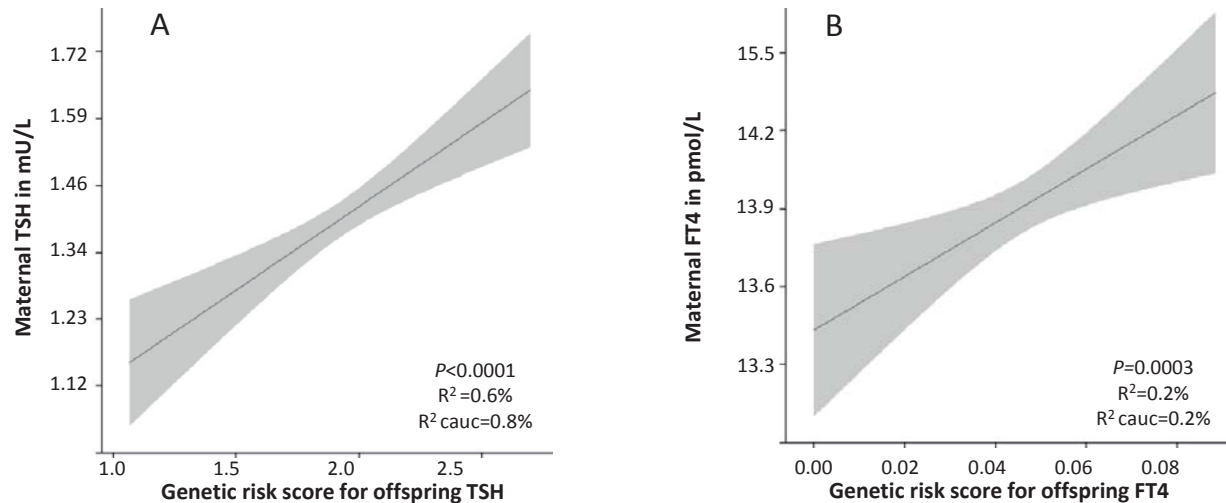 A
Maternal TSH in mU/L
1.72
1.59
1.46
1.34
1.23
1.12
P<0.0001
R² =0.6%
R² cauc=0.8%
1.0 1.5 2.0 2.5
Genetic risk score for offspring TSH
B
Maternal FT4 in pmol/L
15.5
14.2
13.9
13.6
13.3
P=0.0003
R²=0.2%
R² cauc=0.2%
0.00 0.02 0.04 0.06 0.08
Genetic risk score for offspring FT4